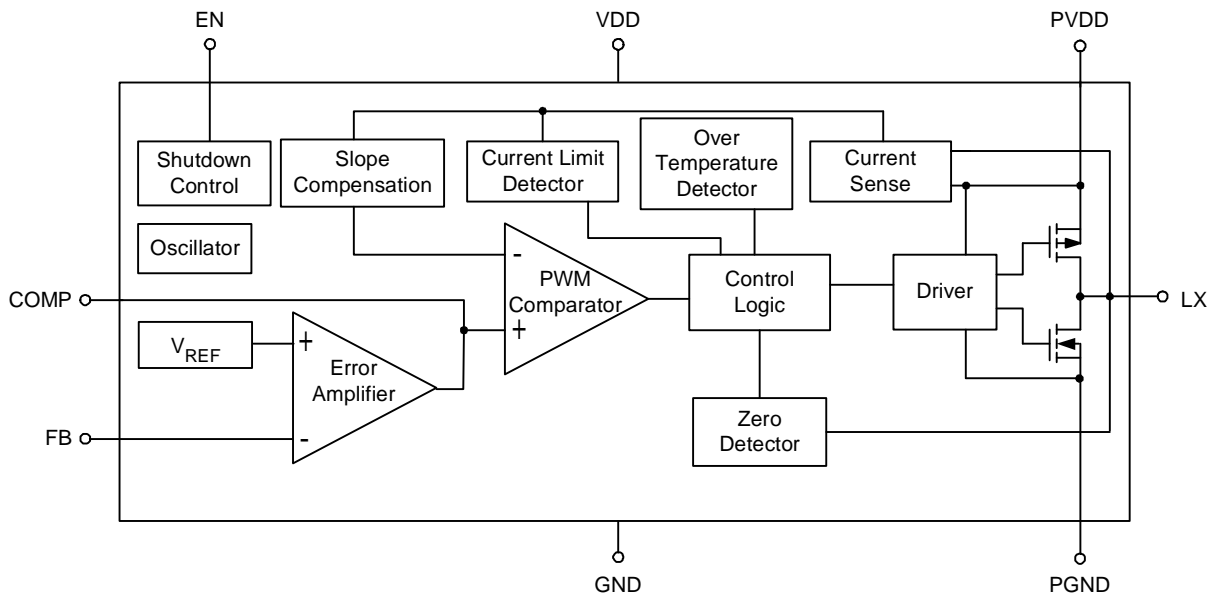 EN
VDD
PVDD
Shutdown
Control
Slope
Compensation
Current Limit
Detector
Over
Temperature
Detector
Current
Sense
Oscillator
-
PWM
Comparator
+
Control
Logic
Driver
COMP
LX
VREF
+
Error
Amplifier
-
FB
Zero
Detector
GND
PGND